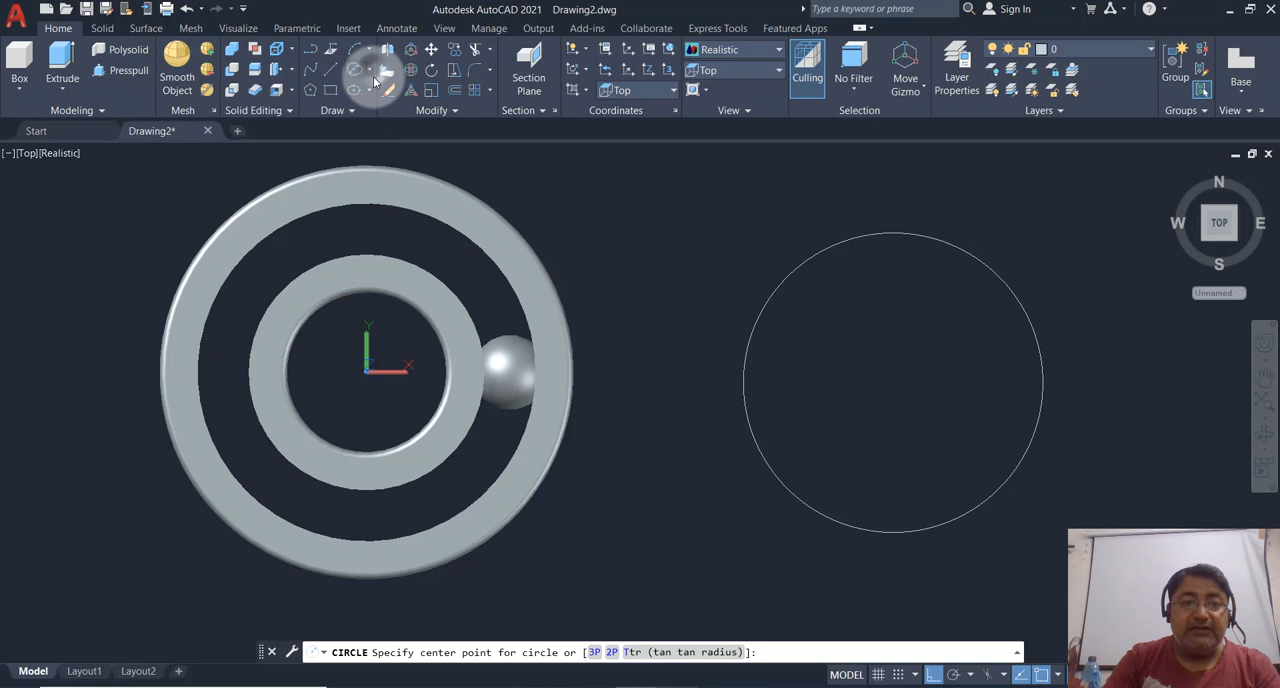 Autodesk AutoCAD 2021 Drawing2.dwg
Type a keyword or phrase
Sign In
Home Solid Surface Mesh Visualize Parametric Insert Annotate View Manage Output Add-ins Collaborate Express Tools Featured Apps
Box
Extrude
Polysolid
Presspull
Smooth
Object
Section
Plane
Realistic
Top
Top
Culling
No Filter
Move
Gizmo
Layer
Properties
0
Group
Base
Modeling
Mesh
Solid Editing
Draw
Modify
Section
Coordinates
View
Selection
Layers
Groups
View
Start
Drawing2*
[−][Top][Realistic]
N
W TOP E
S
Unnamed
Y
X
CIRCLE Specify center point for circle or [3P 2P Ttr (tan tan radius)]:
Model Layout1 Layout2 +
MODEL